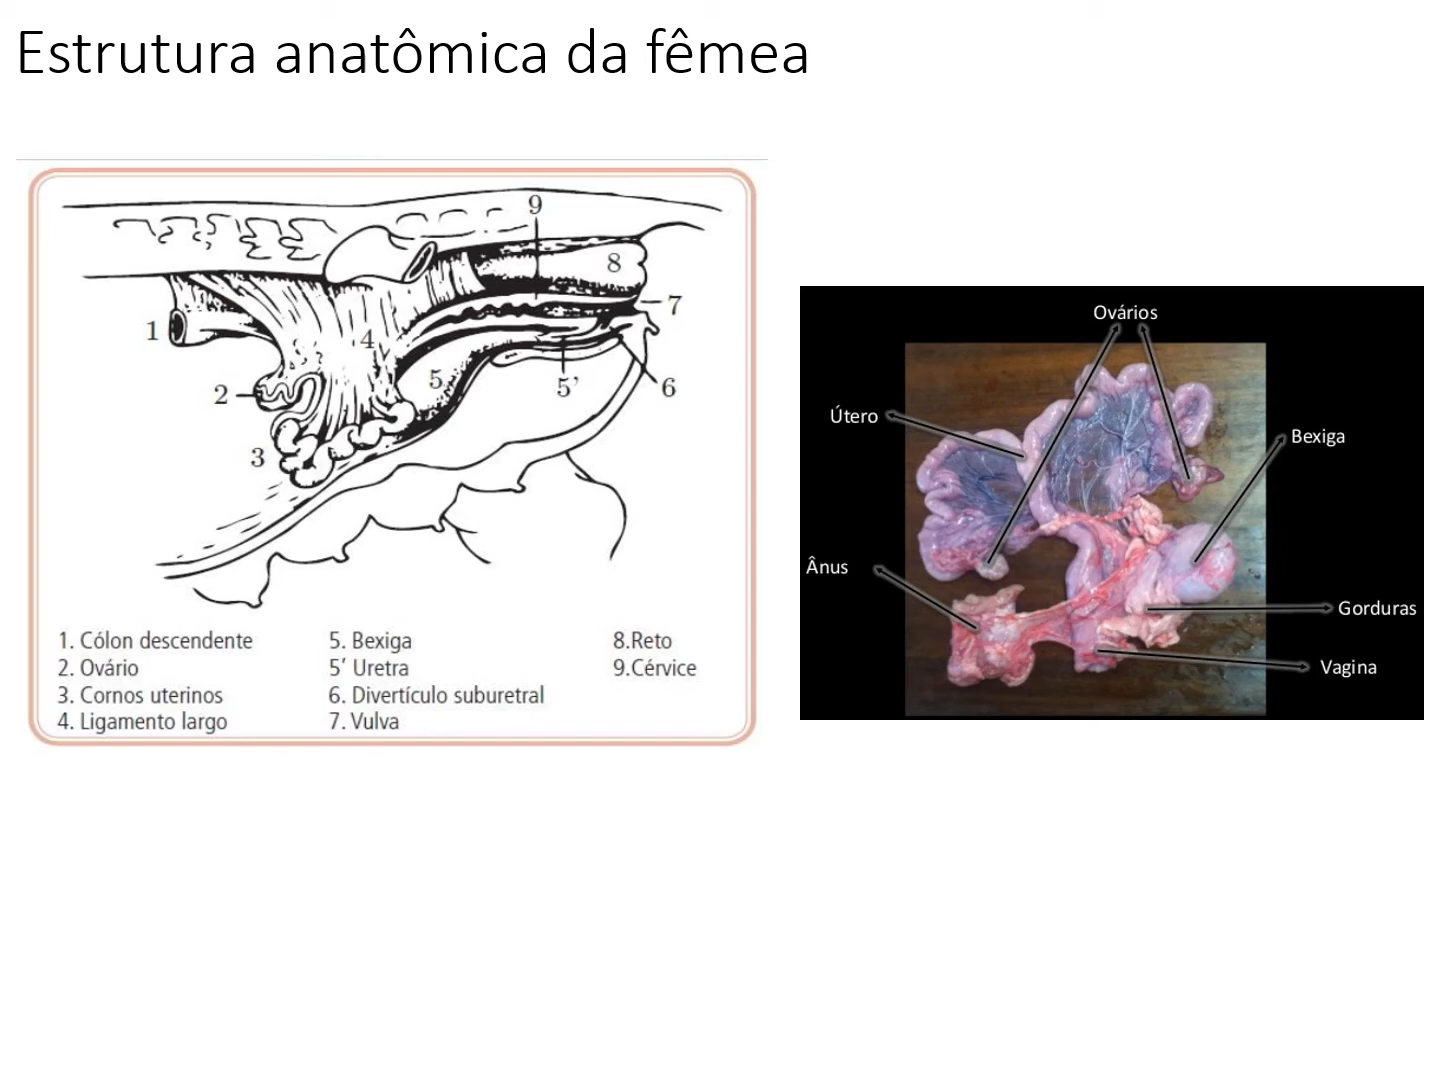 Estrutura anatômica da fêmea
9
8
7
1
4
5
5’
2
6
3
1. Cólon descendente
2. Ovário
3. Cornos uterinos
4. Ligamento largo
5. Bexiga
5’ Uretra
6. Divertículo suburetral
7. Vulva
8.Reto
9.Cérvice
Ovários
Útero
Bexiga
Ânus
Gorduras
Vagina